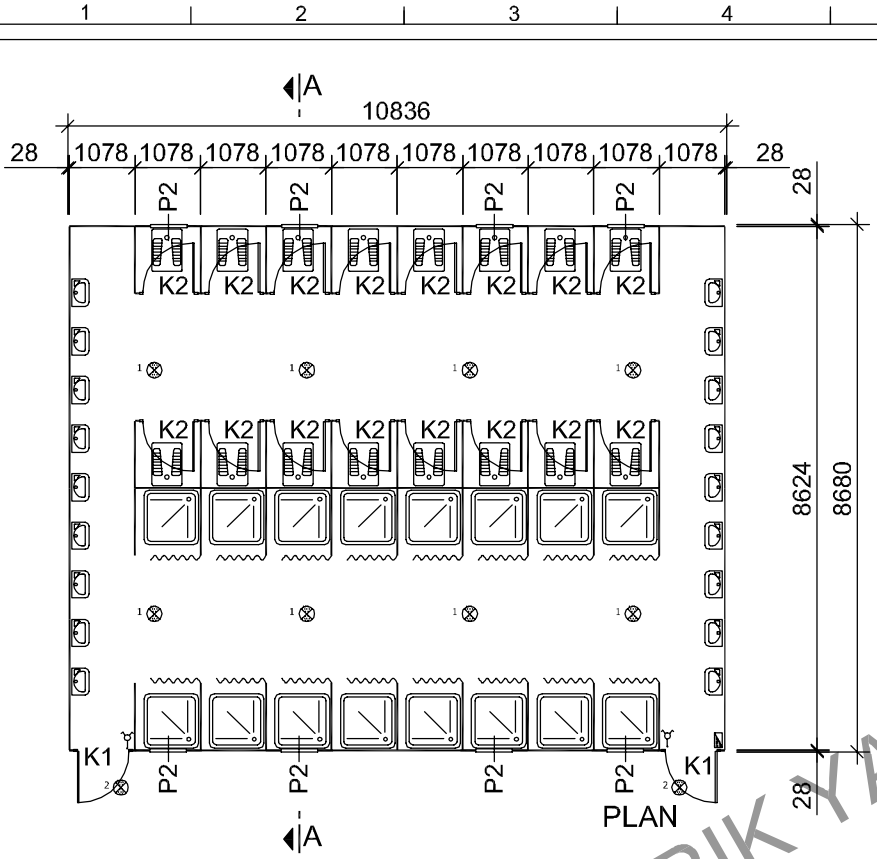 1 2 3 4
A
10836
28 1078 1078 1078 1078 1078 1078 1078 1078 1078 1078 28
28
P2 P2 P2 P2
K2 K2 K2 K2 K2 K2 K2 K2
1 1 1 1
K2 K2 K2 K2 K2 K2 K2 K2
8624 8680
1 1 1 1
K1 K1
2 2
P2 P2 P2 P2
28
PLAN
A